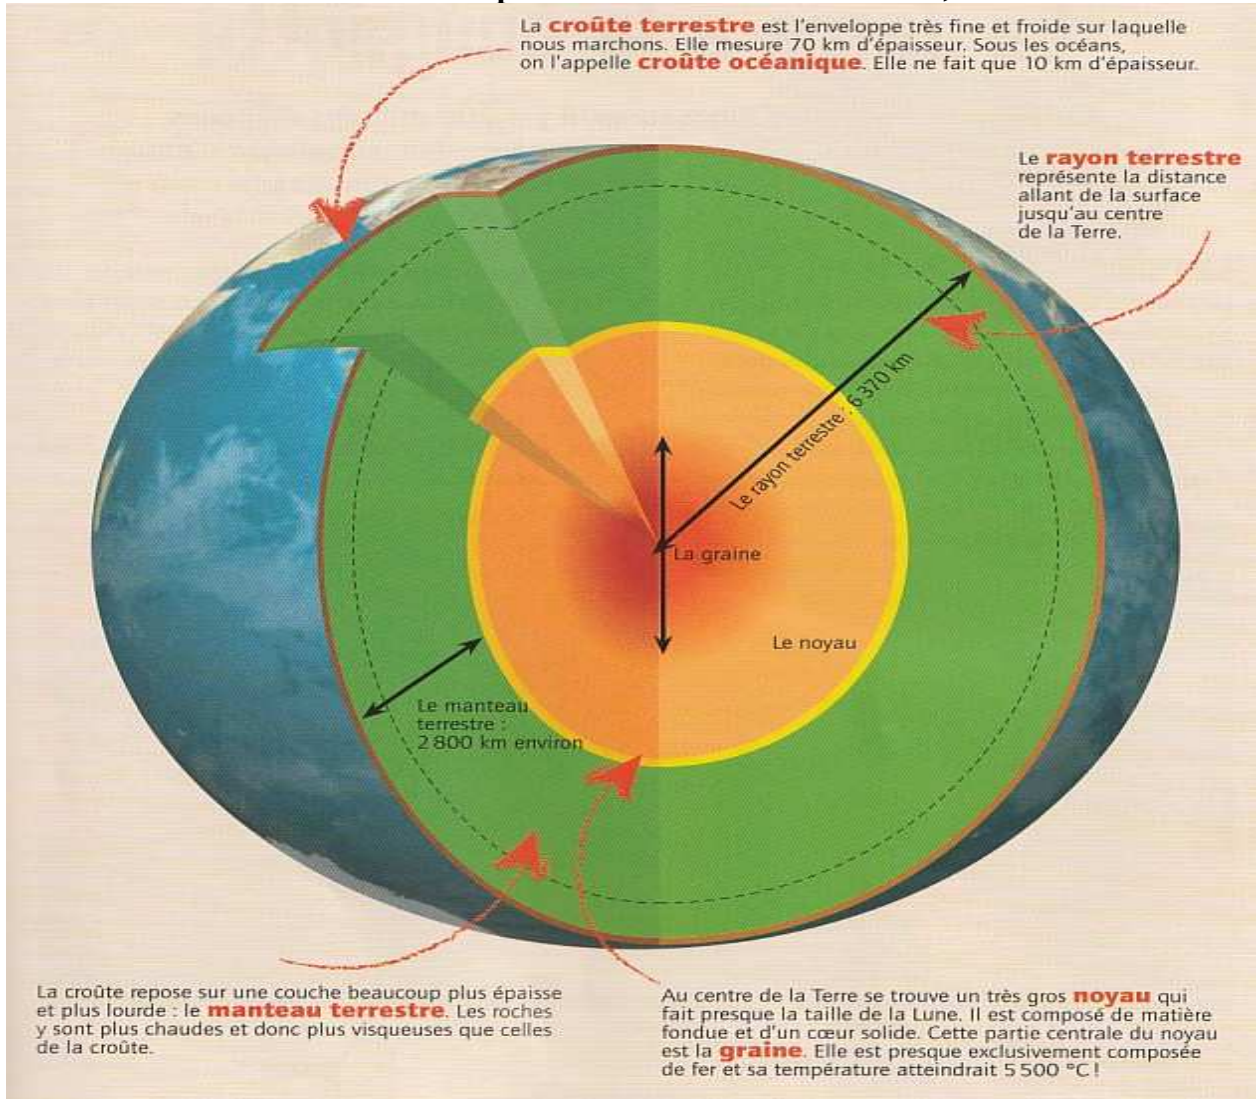 La croûte terrestre est l'enveloppe très fine et froide sur laquelle
nous marchons. Elle mesure 70 km d'épaisseur. Sous les océans,
on l'appelle croûte océanique. Elle ne fait que 10 km d'épaisseur.
Le rayon terrestre
représente la distance
allant de la surface
jusqu'au centre
de la Terre.
Le rayon terrestre : 6 370 km
La graine
Le noyau
Le manteau
terrestre :
2 800 km environ
La croûte repose sur une couche beaucoup plus épaisse
et plus lourde : le manteau terrestre. Les roches
y sont plus chaudes et donc plus visqueuses que celles
de la croûte.
Au centre de la Terre se trouve un très gros noyau qui
fait presque la taille de la Lune. Il est composé de matière
fondue et d'un cœur solide. Cette partie centrale du noyau
est la graine. Elle est presque exclusivement composée
de fer et sa température atteindrait 5 500 °C !